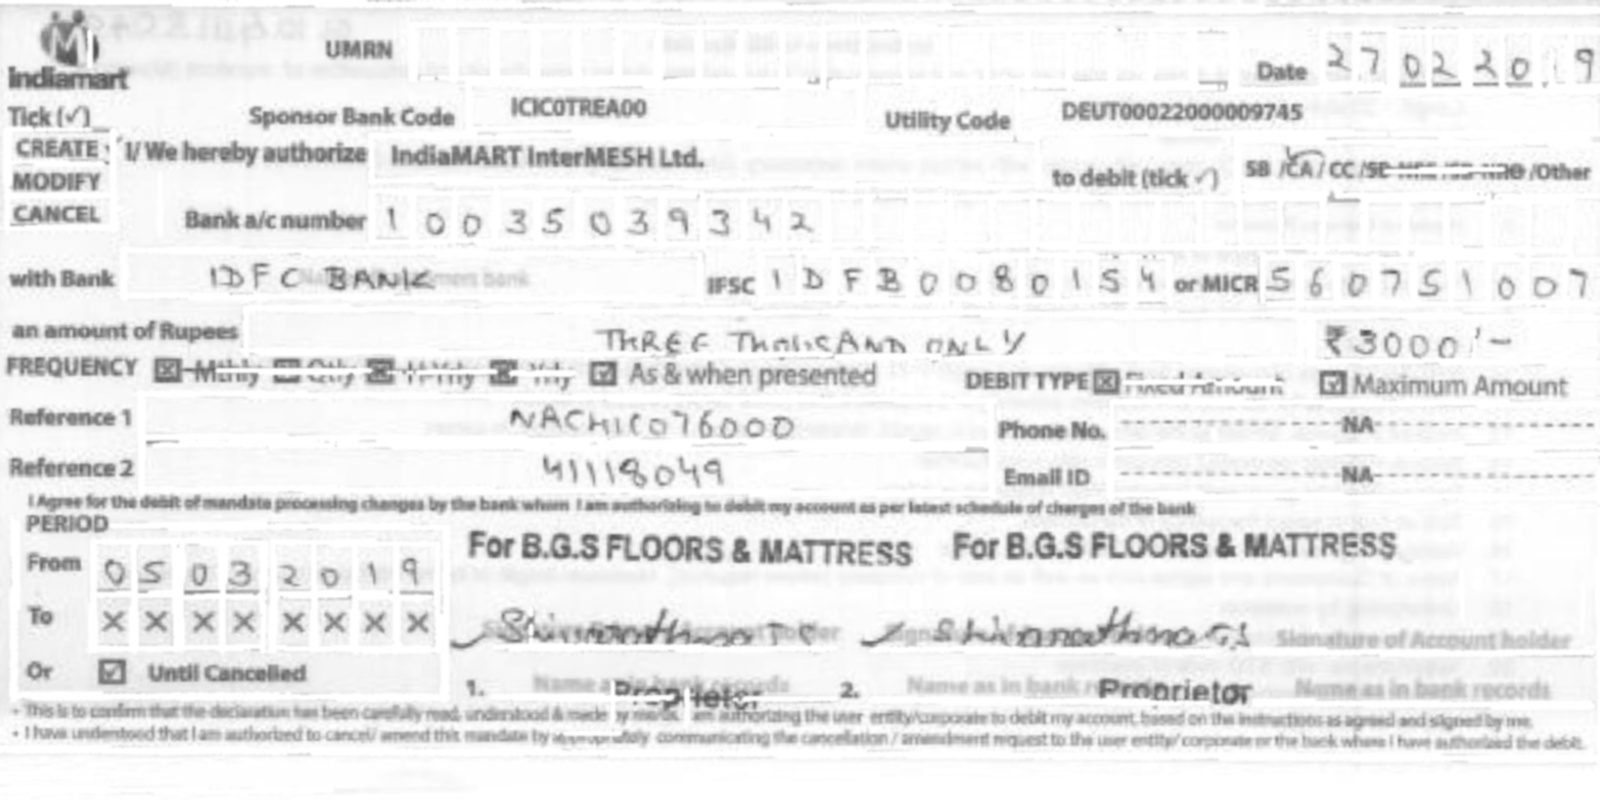 indiamart
UMRN
Date 27022019
Tick (✓)
Sponsor Bank Code ICIC0TREA00 Utility Code DEUT00022000009745
CREATE
MODIFY
CANCEL
I/ We hereby authorize IndiaMART InterMESH Ltd. to debit (tick ✓) SB /CA / CC /SB-NRE /SB-NRO /Other
Bank a/c number 10035039342
with Bank IDFC BANK IFSC IDFB0080154 or MICR 560751007
an amount of Rupees THREE THOUSAND ONLY ₹3000/-
FREQUENCY ☒ Mthly Qtly ☒ H-Yrly ☒ Yrly ☑ As & when presented DEBIT TYPE ☒ Fixed Amount ☑ Maximum Amount
Reference 1 NACHIC076000 Phone No. NA
Reference 2 41118049 Email ID NA
I Agree for the debit of mandate processing changes by the bank whom I am authorizing to debit my account as per latest schedule of charges of the bank
PERIOD
From 05032019
To XXXXXXXX
Or ☑ Until Cancelled
For B.G.S FLOORS & MATTRESS For B.G.S FLOORS & MATTRESS
Signature of Account holder
1. Name as in bank records Proprietor 2. Name as in bank records Proprietor Name as in bank records
- This is to confirm that the declaration has been carefully read, understood & made by me/us. I am authorizing the user entity/corporate to debit my account, based on the instructions as agreed and signed by me.
- I have understood that I am authorized to cancel/ amend this mandate by appropriately communicating the cancellation / amendment request to the user entity/ corporate or the bank where I have authorized the debit.